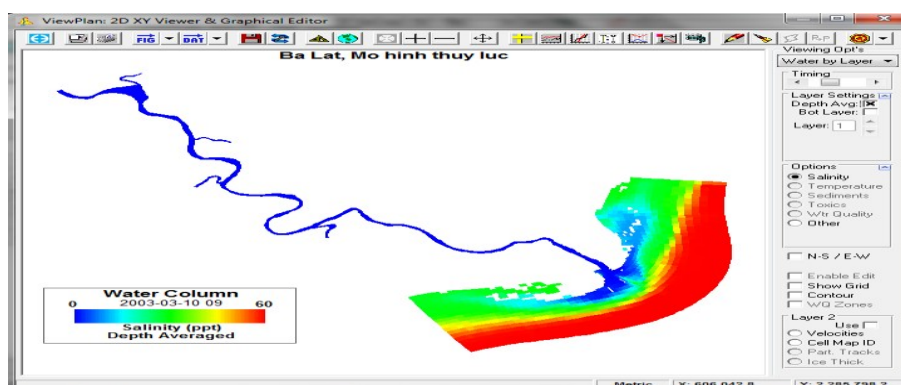 ViewPlan: 2D XY Viewer & Graphical Editor
FIG
DAT
Viewing Opt's
Water by Layer
Timing
Layer Settings
Depth Avg:
Bot Layer:
Layer: 1
Options
Salinity
Temperature
Sediments
Toxics
Wtr Quality
Other
N-S / E-W
Enable Edit
Show Grid
Contour
WQ Zones
Layer 2
Use
Velocities
Cell Map ID
Part. Tracks
Ice Thick
Ba Lat, Mo hinh thuy luc
Water Column
0 2003-03-10 09 60
Salinity (ppt)
Depth Averaged
Metric